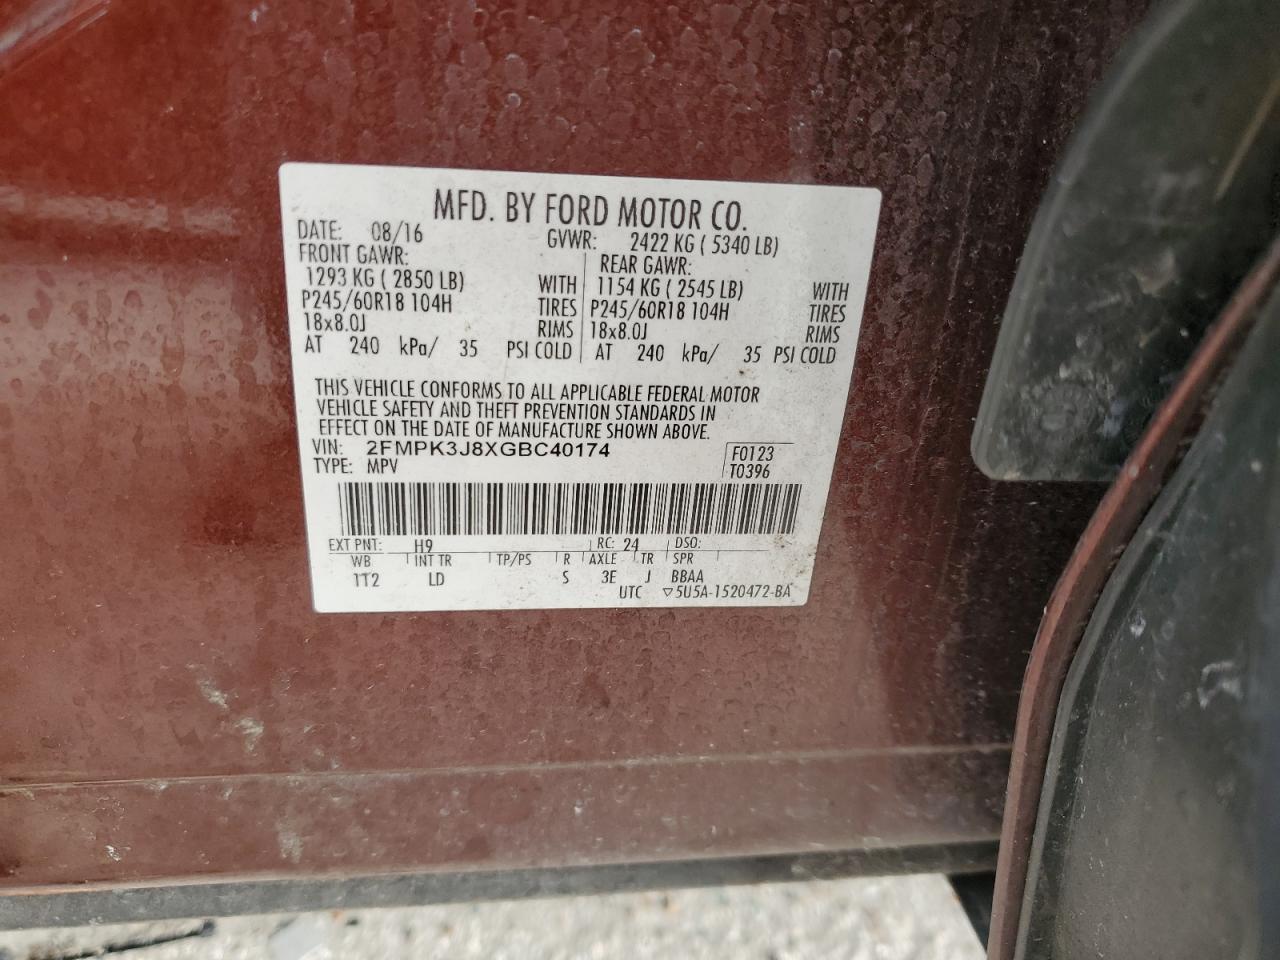 MFD. BY FORD MOTOR CO.
DATE: 08/16 GVWR: 2422 KG ( 5340 LB)
FRONT GAWR: REAR GAWR:
1293 KG ( 2850 LB) WITH 1154 KG ( 2545 LB) WITH
P245/60R18 104H TIRES P245/60R18 104H TIRES
18x8.0J RIMS 18x8.0J RIMS
AT 240 kPa/ 35 PSI COLD AT 240 kPa/ 35 PSI COLD
THIS VEHICLE CONFORMS TO ALL APPLICABLE FEDERAL MOTOR
VEHICLE SAFETY AND THEFT PREVENTION STANDARDS IN
EFFECT ON THE DATE OF MANUFACTURE SHOWN ABOVE.
VIN: 2FMPK3J8XGBC40174 F0123
TYPE: MPV T0396
EXT PNT: H9 RC: 24 DSO:
WB INT TR TP/PS R AXLE TR SPR
1T2 LD S 3E J BBAA
UTC ▽5U5A-1520472-BA